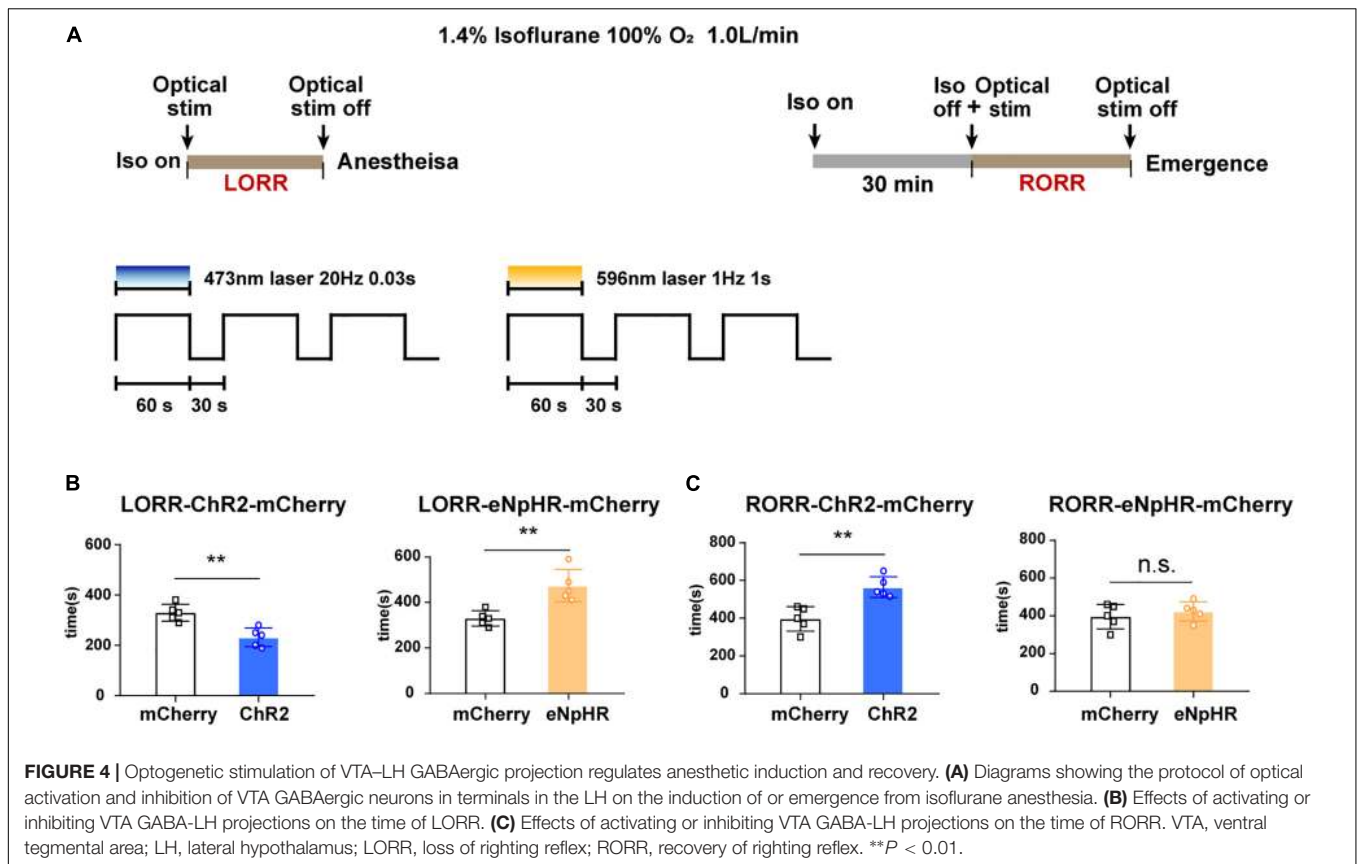 A
1.4% Isoflurane 100% O₂ 1.0L/min
Optical
stim
Optical
stim off
Iso on
LORR
Anestheisa
Iso on
Iso Optical
off + stim
Optical
stim off
30 min
RORR
Emergence
473nm laser 20Hz 0.03s
60 s 30 s
596nm laser 1Hz 1s
60 s 30 s
B
LORR-ChR2-mCherry
**
time(s)
600
400
200
0
mCherry ChR2
LORR-eNpHR-mCherry
**
time(s)
600
400
200
0
mCherry eNpHR
C
RORR-ChR2-mCherry
**
time(s)
800
600
400
200
0
mCherry ChR2
RORR-eNpHR-mCherry
n.s.
time(s)
800
600
400
200
0
mCherry eNpHR
FIGURE 4 | Optogenetic stimulation of VTA–LH GABAergic projection regulates anesthetic induction and recovery. (A) Diagrams showing the protocol of optical
activation and inhibition of VTA GABAergic neurons in terminals in the LH on the induction of or emergence from isoflurane anesthesia. (B) Effects of activating or
inhibiting VTA GABA-LH projections on the time of LORR. (C) Effects of activating or inhibiting VTA GABA-LH projections on the time of RORR. VTA, ventral
tegmental area; LH, lateral hypothalamus; LORR, loss of righting reflex; RORR, recovery of righting reflex. **P < 0.01.